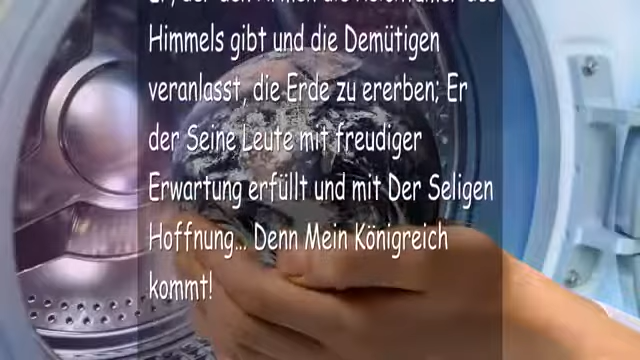 Himmels gibt und die Demütigen
veranlasst, die Erde zu ererben; Er
der Seine Leute mit freudiger
Erwartung erfüllt und mit Der Seligen
Hoffnung... Denn Mein Königreich
kommt!